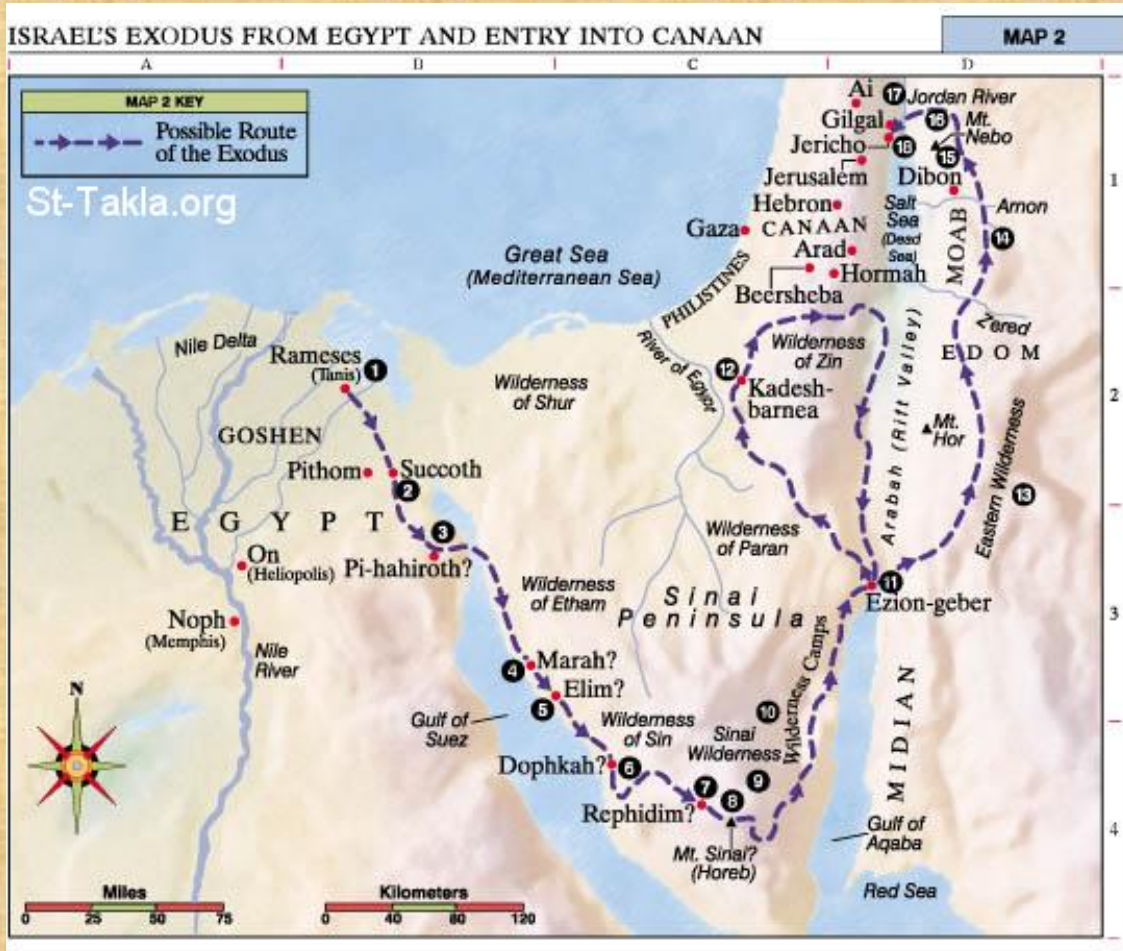 ISRAEL'S EXODUS FROM EGYPT AND ENTRY INTO CANAAN
MAP 2
A
B
C
D
MAP 2 KEY
Possible Route
of the Exodus
St-Takla.org
Ai
17
Jordan River
Gilgal
16
Mt.
Nebo
Jericho
18
15
Jerusalem
Dibon
1
Hebron
Salt
Sea
(Dead
Sea)
Arnon
Gaza
CANAAN
MOAB
14
Great Sea
(Mediterranean Sea)
Arad
Hormah
Beersheba
PHILISTINES
Nile Delta
Rameses
(Tanis)
1
Wilderness
of Shur
River of Egypt
Wilderness
of Zin
Zered
EDOM
12
Kadesh-
barnea
2
GOSHEN
Arabah (Rift Valley)
Mt.
Hor
Pithom
Succoth
2
Eastern Wilderness
13
EGYPT
3
Pi-hahiroth?
Wilderness
of Paran
On
(Heliopolis)
Wilderness
of Etham
Sinai
Peninsula
11
Ezion-geber
3
Noph
(Memphis)
Nile
River
4
Marah?
5
Elim?
Wilderness Camps
MIDIAN
N
Gulf of
Suez
Wilderness
of Sin
10
Sinai
Wilderness
Dophkah?
6
7
8
9
Rephidim?
4
Mt. Sinai?
(Horeb)
Gulf of
Aqaba
Red Sea
Miles
0 25 50 75
Kilometers
0 40 80 120